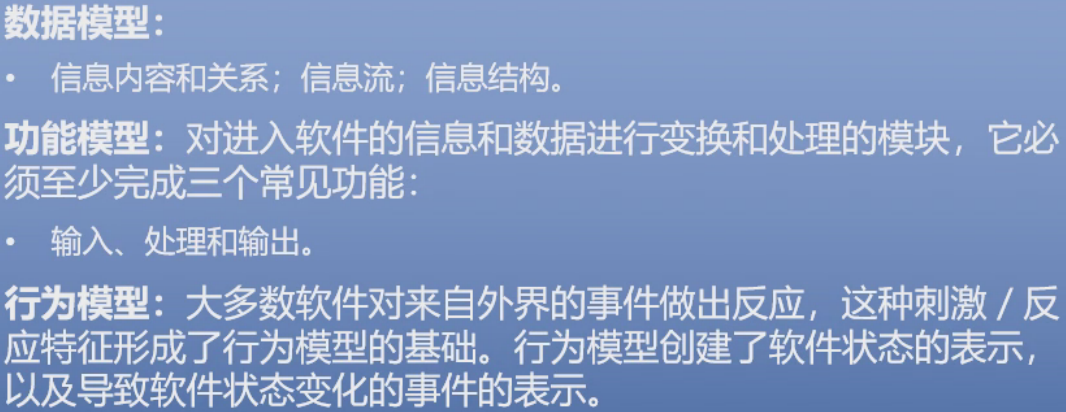 数据模型：
• 信息内容和关系；信息流；信息结构。
功能模型：对进入软件的信息和数据进行变换和处理的模块，它必
须至少完成三个常见功能：
• 输入、处理和输出。
行为模型：大多数软件对来自外界的事件做出反应，这种刺激／反
应特征形成了行为模型的基础。行为模型创建了软件状态的表示，
以及导致软件状态变化的事件的表示。